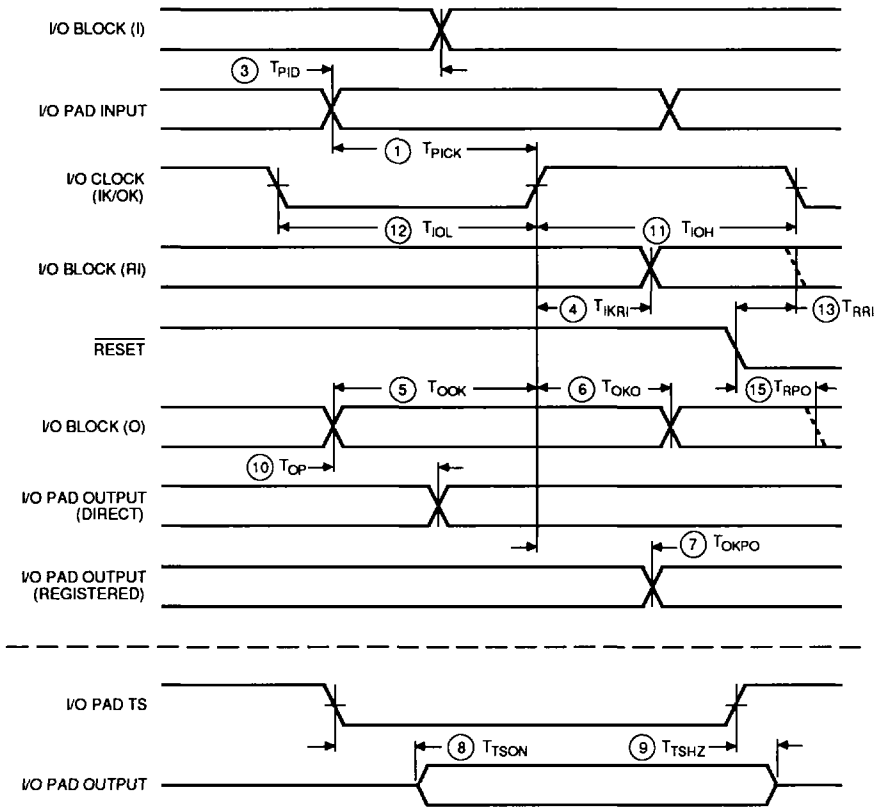 I/O BLOCK (I)
3 TPID
I/O PAD INPUT
1 TPICK
I/O CLOCK
(IK/OK)
12 TIOL
11 TIOH
I/O BLOCK (RI)
4 TIKRI
13 TRRI
RESET
5 TOOK
6 TOKO
15 TRPO
I/O BLOCK (O)
10 TOP
I/O PAD OUTPUT
(DIRECT)
7 TOKPO
I/O PAD OUTPUT
(REGISTERED)
I/O PAD TS
8 TTSON
9 TTSHZ
I/O PAD OUTPUT